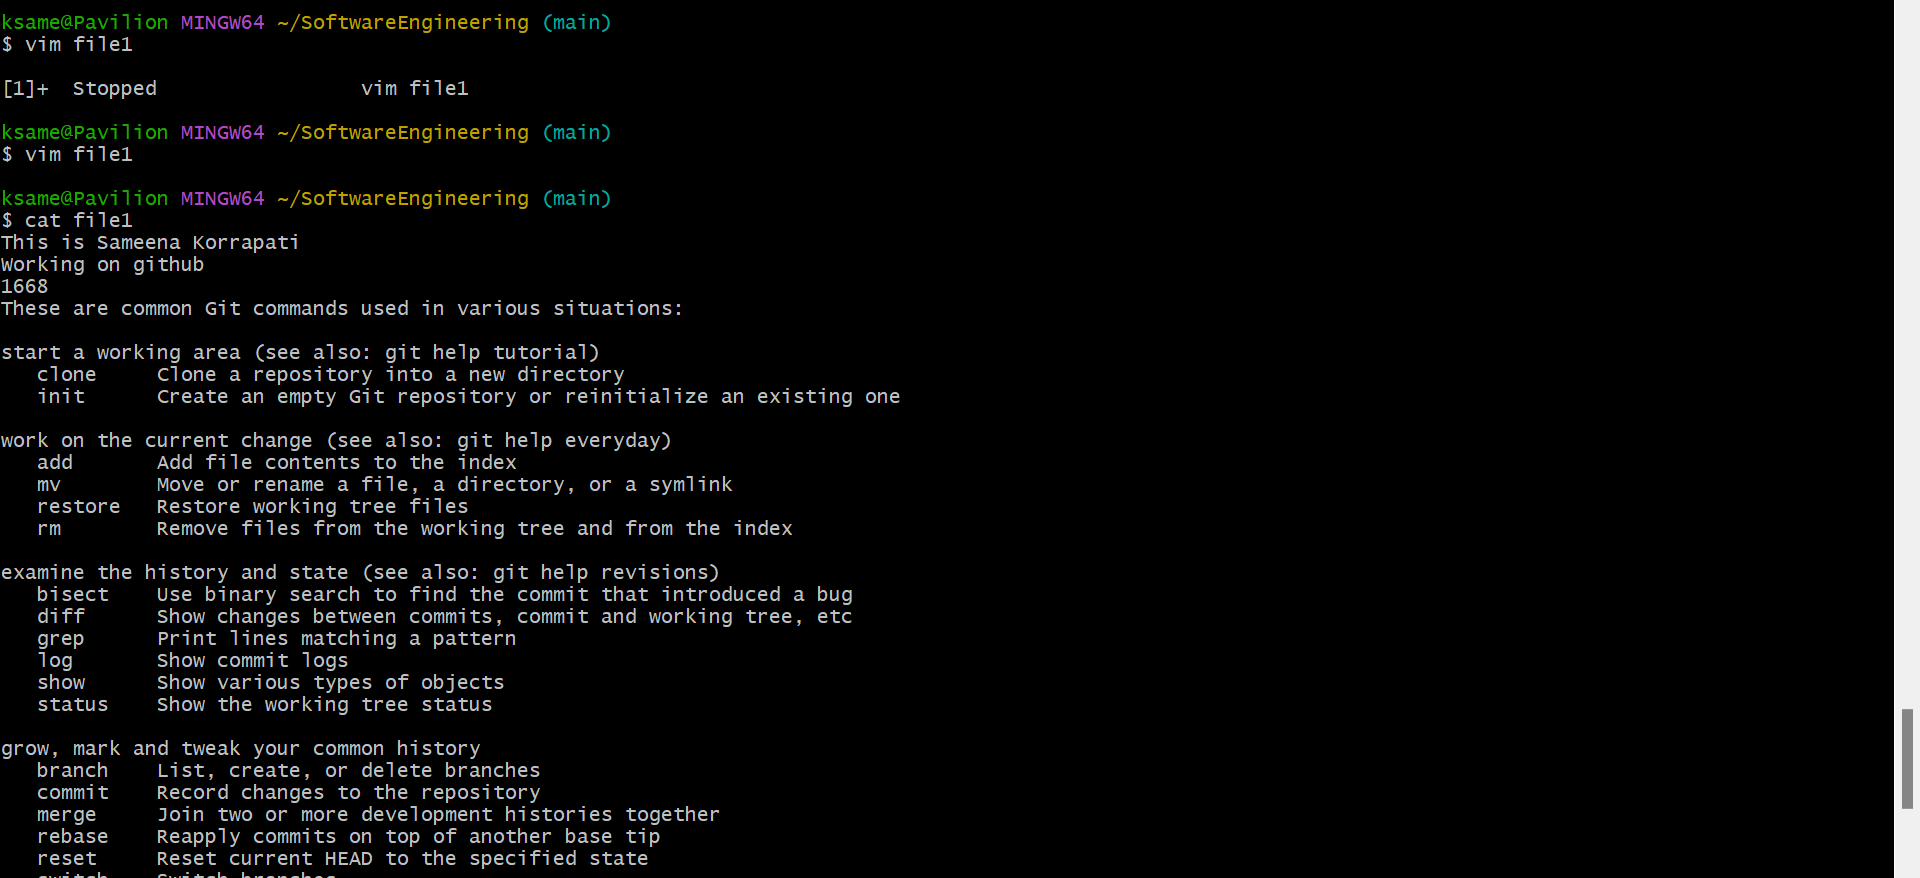 ksame@Pavilion MINGW64 ~/SoftwareEngineering (main)
$ vim file1
[1]+  Stopped                 vim file1
ksame@Pavilion MINGW64 ~/SoftwareEngineering (main)
$ vim file1
ksame@Pavilion MINGW64 ~/SoftwareEngineering (main)
$ cat file1
This is Sameena Korrapati
Working on github
1668
These are common Git commands used in various situations:
start a working area (see also: git help tutorial)
   clone     Clone a repository into a new directory
   init      Create an empty Git repository or reinitialize an existing one
work on the current change (see also: git help everyday)
   add       Add file contents to the index
   mv        Move or rename a file, a directory, or a symlink
   restore   Restore working tree files
   rm        Remove files from the working tree and from the index
examine the history and state (see also: git help revisions)
   bisect    Use binary search to find the commit that introduced a bug
   diff      Show changes between commits, commit and working tree, etc
   grep      Print lines matching a pattern
   log       Show commit logs
   show      Show various types of objects
   status    Show the working tree status
grow, mark and tweak your common history
   branch    List, create, or delete branches
   commit    Record changes to the repository
   merge     Join two or more development histories together
   rebase    Reapply commits on top of another base tip
   reset     Reset current HEAD to the specified state
   switch    Switch branches